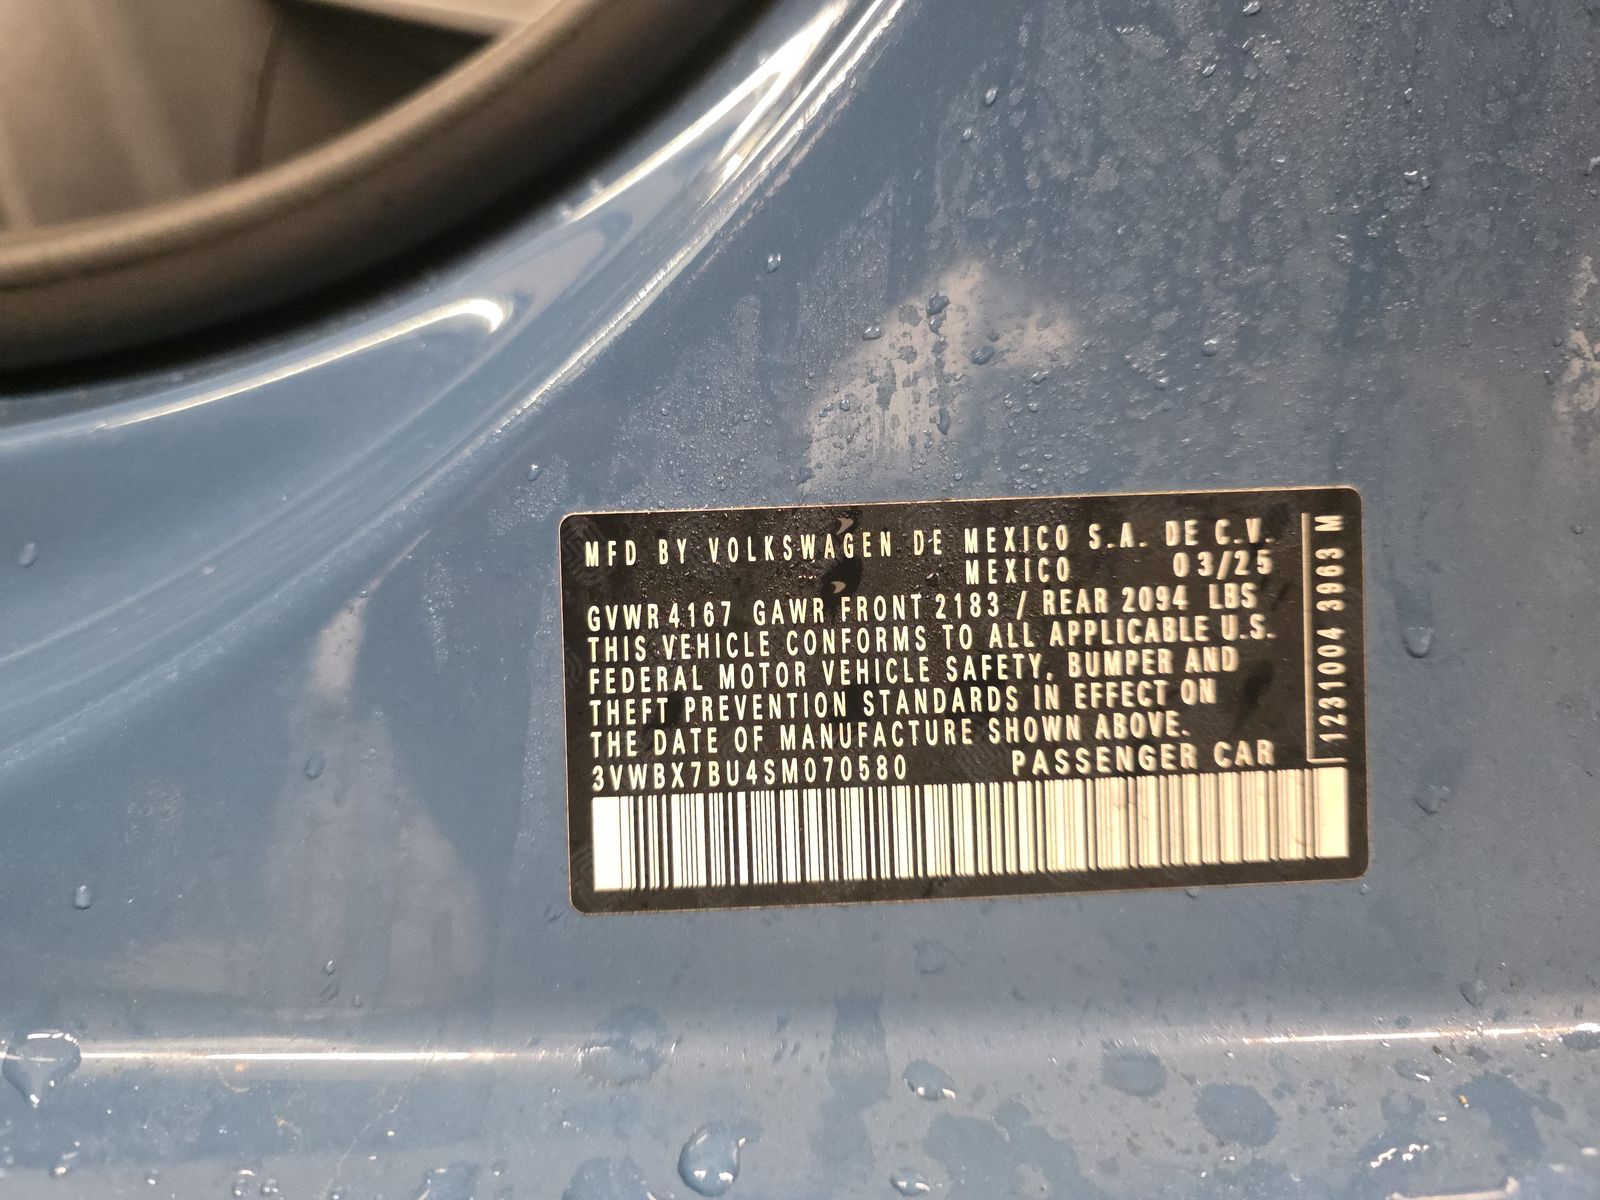 MFD BY VOLKSWAGEN DE MEXICO S.A. DE C.V.
MEXICO 03/25
GVWR 4167 GAWR FRONT 2183 / REAR 2094 LBS
THIS VEHICLE CONFORMS TO ALL APPLICABLE U.S.
FEDERAL MOTOR VEHICLE SAFETY, BUMPER AND
THEFT PREVENTION STANDARDS IN EFFECT ON
THE DATE OF MANUFACTURE SHOWN ABOVE.
3VWBX7BU4SM070580 PASSENGER CAR
1231004 3963 M